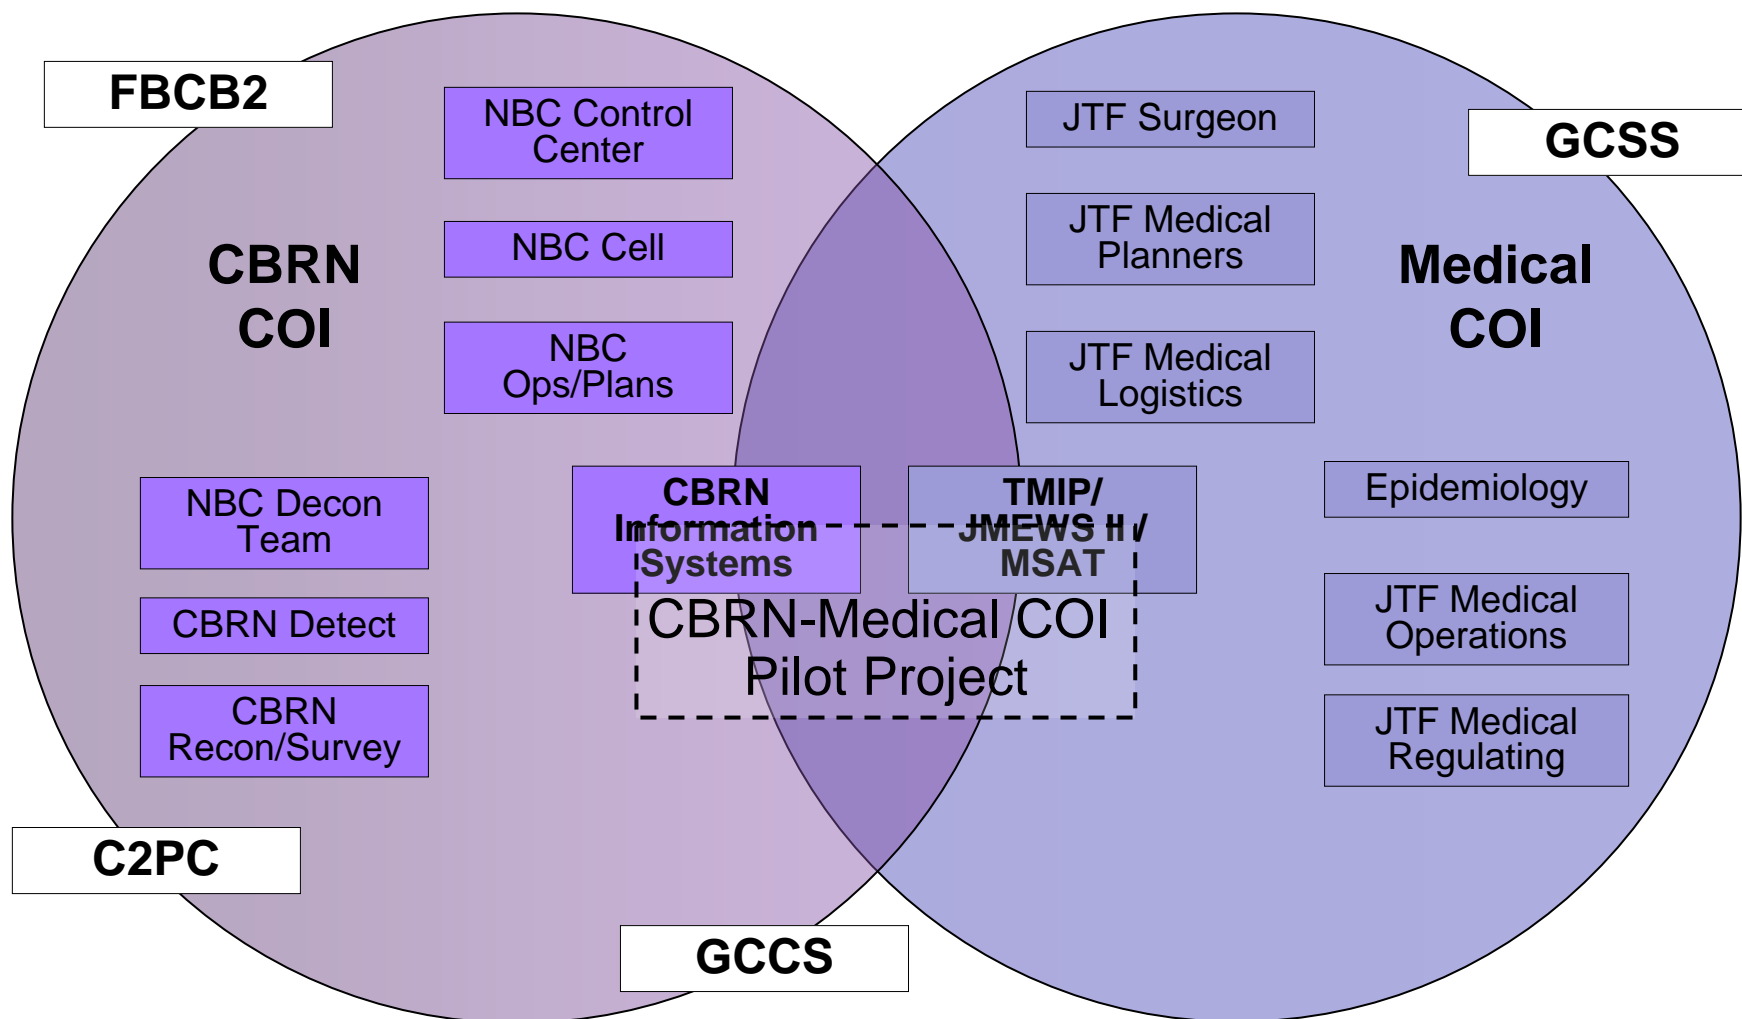 FBCB2
NBC Control
Center
JTF Surgeon
GCSS
CBRN
COI
NBC Cell
JTF Medical
Planners
Medical
COI
NBC
Ops/Plans
JTF Medical
Logistics
NBC Decon
Team
CBRN
Information
Systems
TMIP/
JMEWS II /
MSAT
Epidemiology
CBRN Detect
CBRN-Medical COI
Pilot Project
JTF Medical
Operations
CBRN
Recon/Survey
JTF Medical
Regulating
C2PC
GCCS